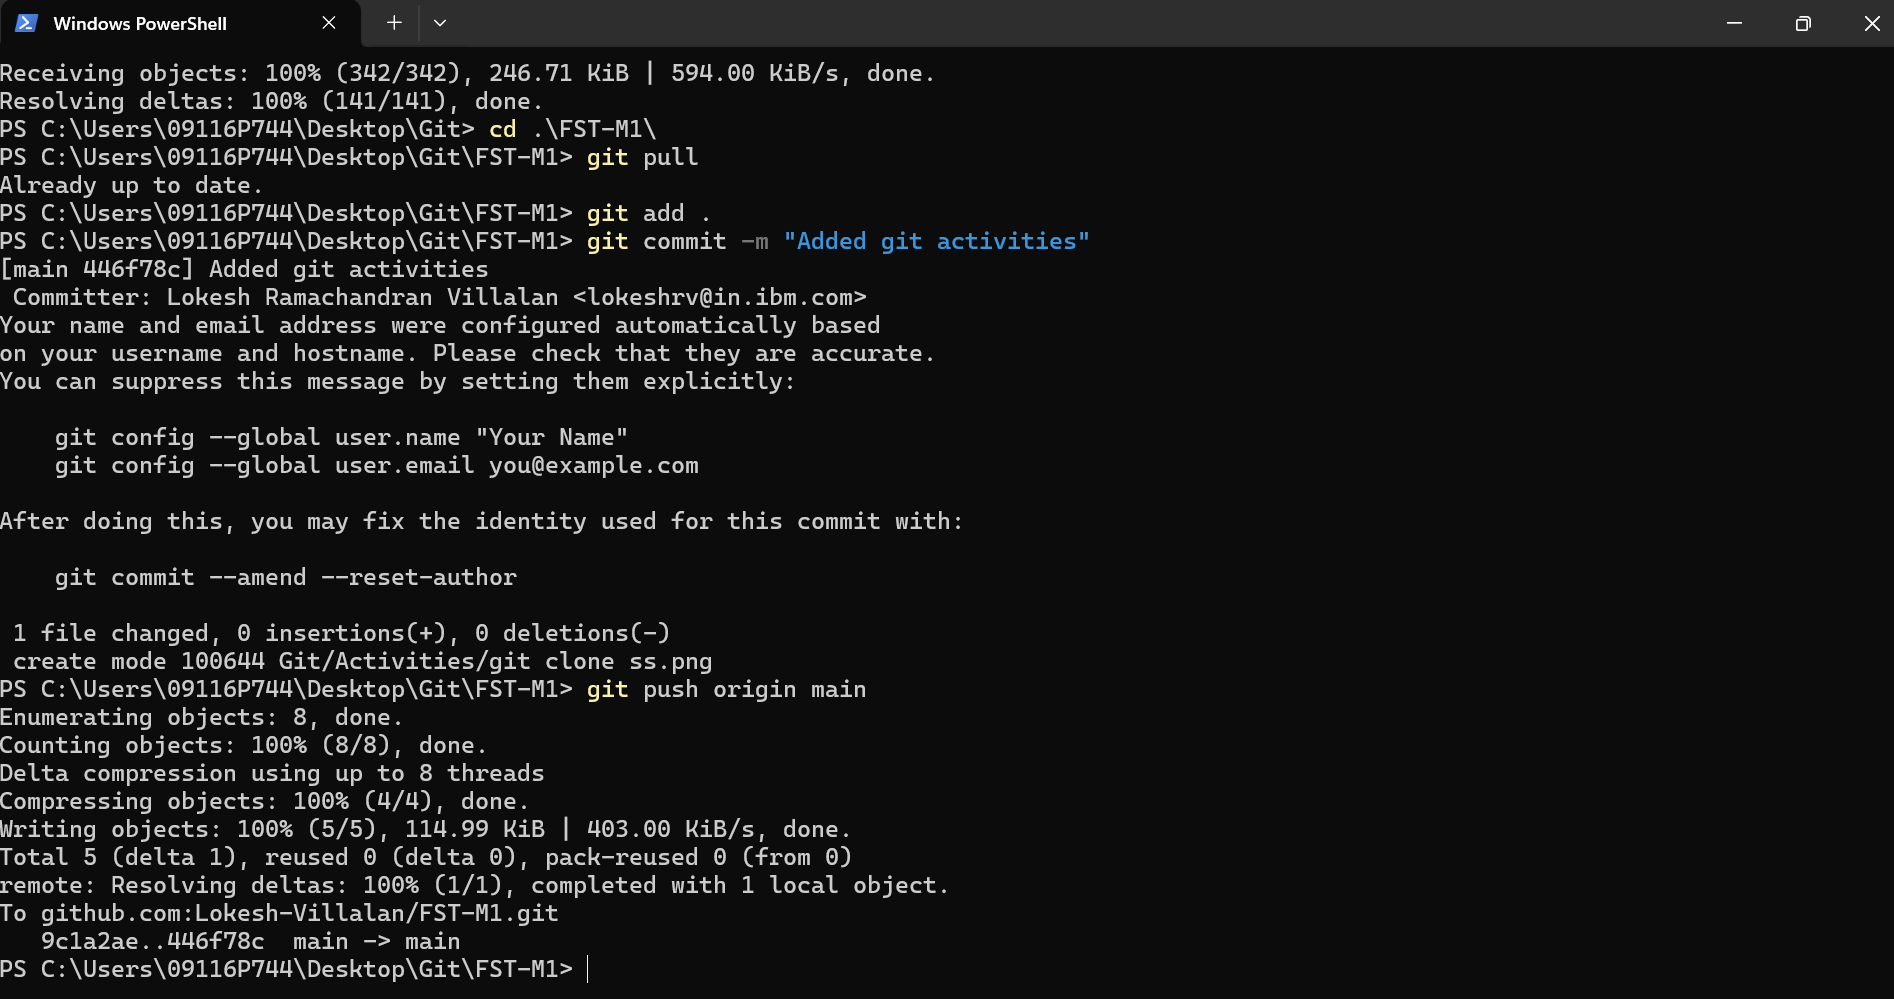 Windows PowerShell
Receiving objects: 100% (342/342), 246.71 KiB | 594.00 KiB/s, done.
Resolving deltas: 100% (141/141), done.
PS C:\Users\09116P744\Desktop\Git> cd .\FST-M1\
PS C:\Users\09116P744\Desktop\Git\FST-M1> git pull
Already up to date.
PS C:\Users\09116P744\Desktop\Git\FST-M1> git add .
PS C:\Users\09116P744\Desktop\Git\FST-M1> git commit -m "Added git activities"
[main 446f78c] Added git activities
 Committer: Lokesh Ramachandran Villalan <lokeshrv@in.ibm.com>
Your name and email address were configured automatically based
on your username and hostname. Please check that they are accurate.
You can suppress this message by setting them explicitly:
    git config --global user.name "Your Name"
    git config --global user.email you@example.com
After doing this, you may fix the identity used for this commit with:
    git commit --amend --reset-author
 1 file changed, 0 insertions(+), 0 deletions(-)
 create mode 100644 Git/Activities/git clone ss.png
PS C:\Users\09116P744\Desktop\Git\FST-M1> git push origin main
Enumerating objects: 8, done.
Counting objects: 100% (8/8), done.
Delta compression using up to 8 threads
Compressing objects: 100% (4/4), done.
Writing objects: 100% (5/5), 114.99 KiB | 403.00 KiB/s, done.
Total 5 (delta 1), reused 0 (delta 0), pack-reused 0 (from 0)
remote: Resolving deltas: 100% (1/1), completed with 1 local object.
To github.com:Lokesh-Villalan/FST-M1.git
   9c1a2ae..446f78c  main -> main
PS C:\Users\09116P744\Desktop\Git\FST-M1>